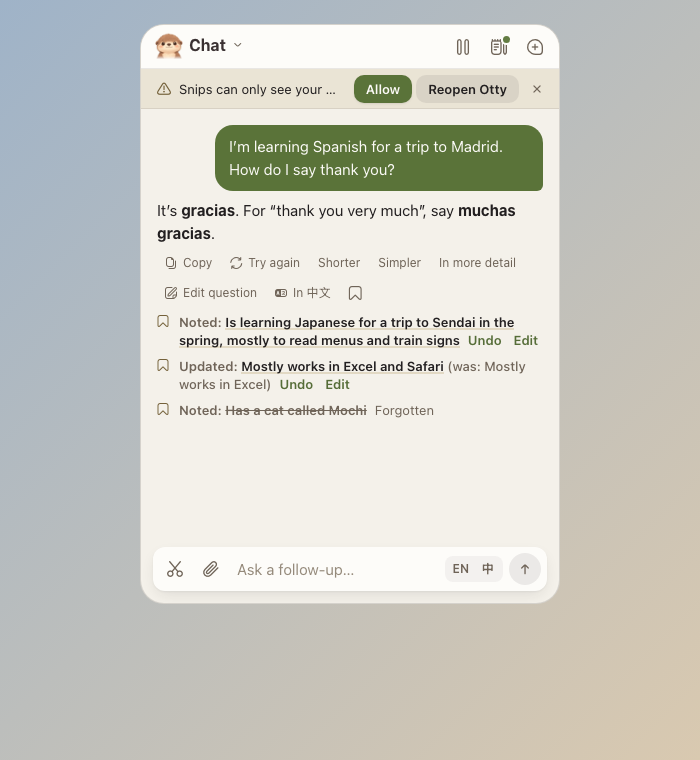 Chat
Snips can only see your ...
Allow
Reopen Otty
I’m learning Spanish for a trip to Madrid.
How do I say thank you?
It’s gracias. For “thank you very much”, say muchas
gracias.
Copy Try again Shorter Simpler In more detail
Edit question In 中文
Noted: Is learning Japanese for a trip to Sendai in the
spring, mostly to read menus and train signs Undo Edit
Updated: Mostly works in Excel and Safari (was: Mostly
works in Excel) Undo Edit
Noted: Has a cat called Mochi Forgotten
Ask a follow-up...
EN 中